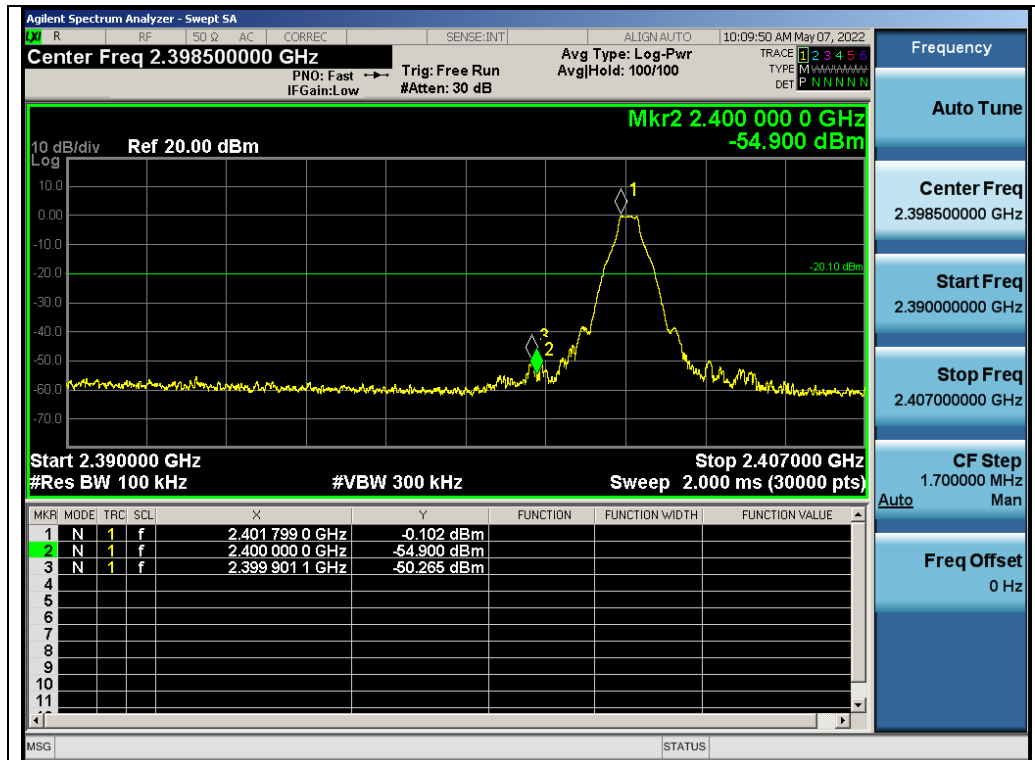 Agilent Spectrum Analyzer - Swept SA
LXI R RF 50 Ω AC CORREC SENSE:INT ALIGN AUTO 10:09:50 AM May 07, 2022
Center Freq 2.398500000 GHz
PNO: Fast
IFGain:Low
Trig: Free Run
#Atten: 30 dB
Avg Type: Log-Pwr
Avg|Hold: 100/100
TRACE 1 2 3 4 5 6
TYPE M
DET P N N N N N
Mkr2 2.400 000 0 GHz
-54.900 dBm
10 dB/div Ref 20.00 dBm
Log
10.0
0.00
-10.0
-20.0
-30.0
-40.0
-50.0
-60.0
-70.0
1
-20.10 dBm
3
2
Start 2.390000 GHz Stop 2.407000 GHz
#Res BW 100 kHz #VBW 300 kHz Sweep 2.000 ms (30000 pts)
MKR MODE TRC SCL X Y FUNCTION FUNCTION WIDTH FUNCTION VALUE
1 N 1 f 2.401 799 0 GHz -0.102 dBm
2 N 1 f 2.400 000 0 GHz -54.900 dBm
3 N 1 f 2.399 901 1 GHz -50.265 dBm
4
5
6
7
8
9
10
11
MSG STATUS
Frequency
Auto Tune
Center Freq
2.398500000 GHz
Start Freq
2.390000000 GHz
Stop Freq
2.407000000 GHz
CF Step
1.700000 MHz
Auto Man
Freq Offset
0 Hz